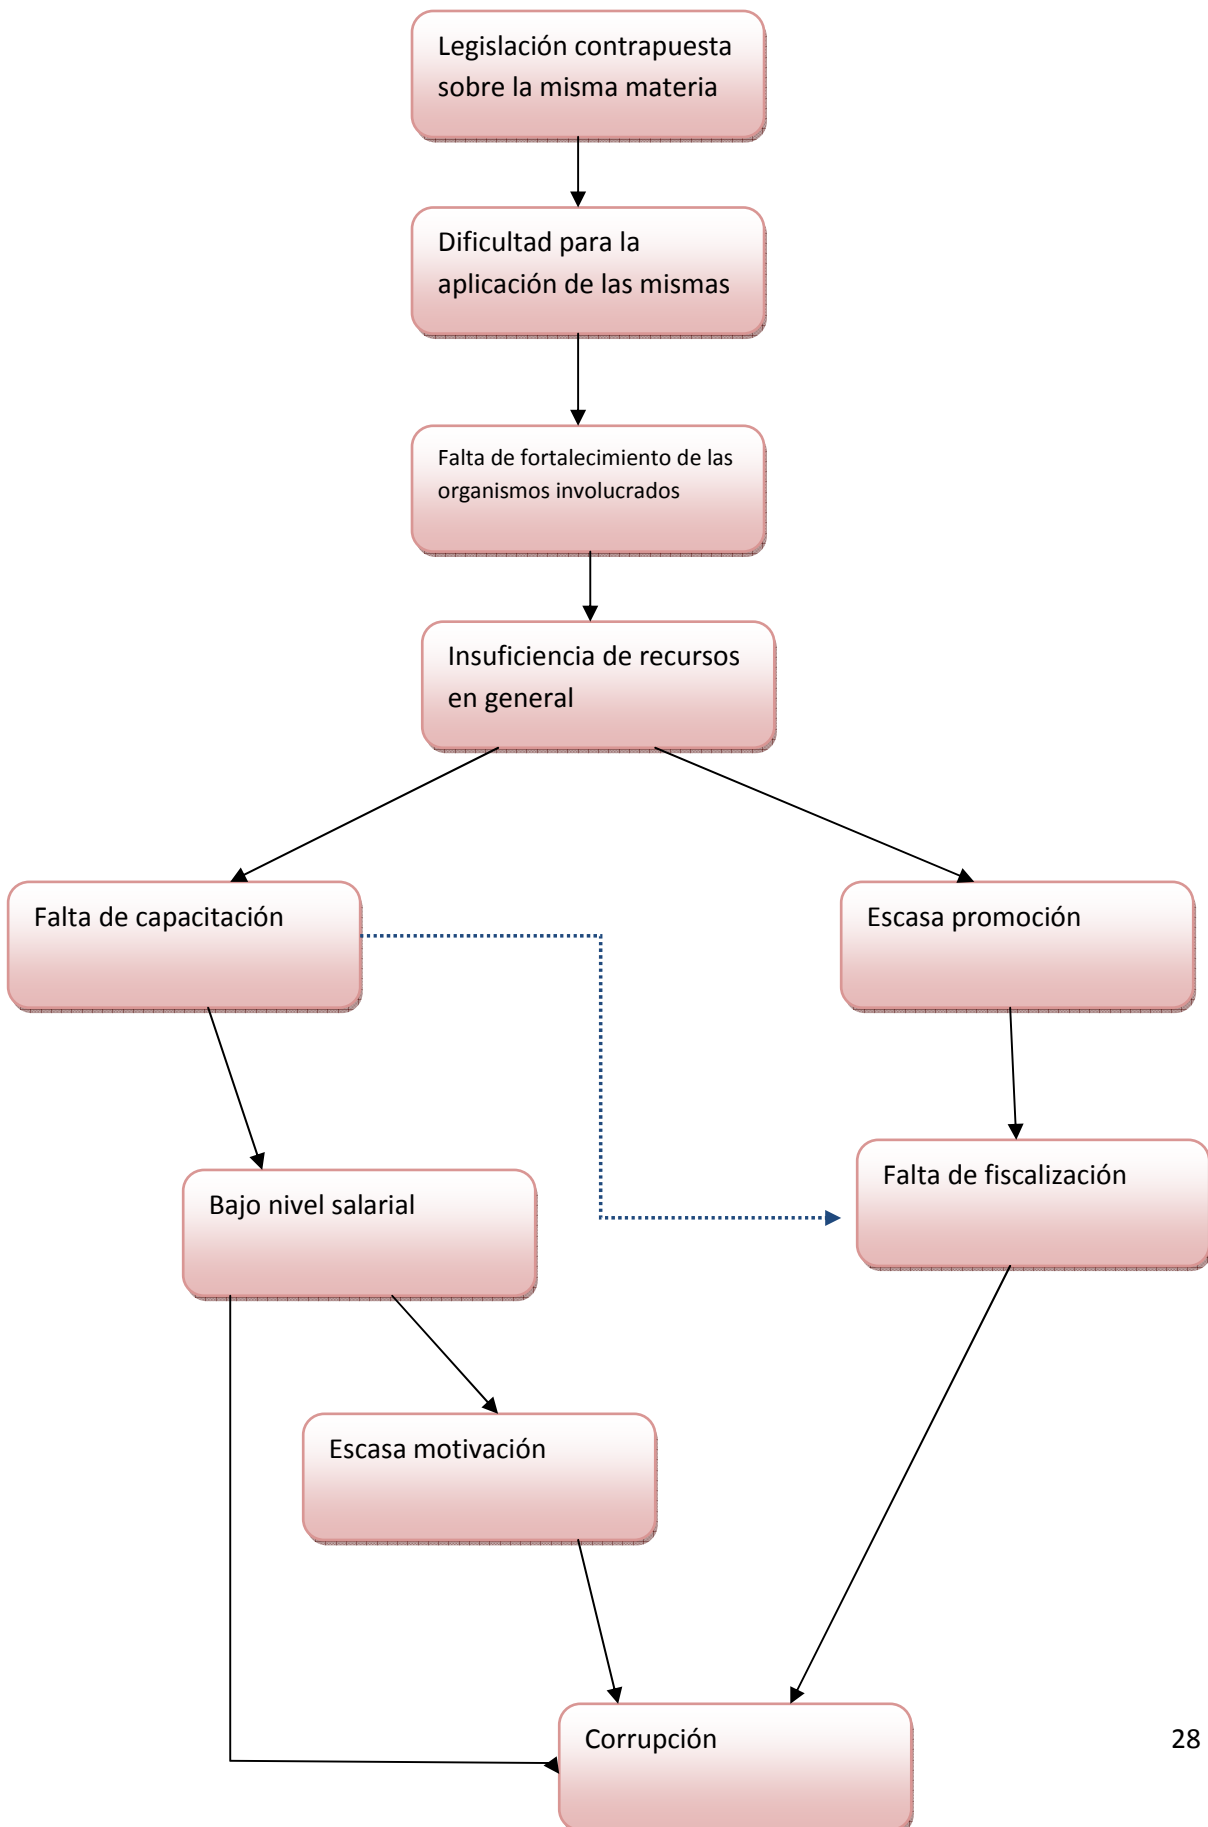 Legislación contrapuesta
sobre la misma materia
Dificultad para la
aplicación de las mismas
Falta de fortalecimiento de las
organismos involucrados
Insuficiencia de recursos
en general
Falta de capacitación
Escasa promoción
Falta de fiscalización
Bajo nivel salarial
Escasa motivación
Corrupción
28